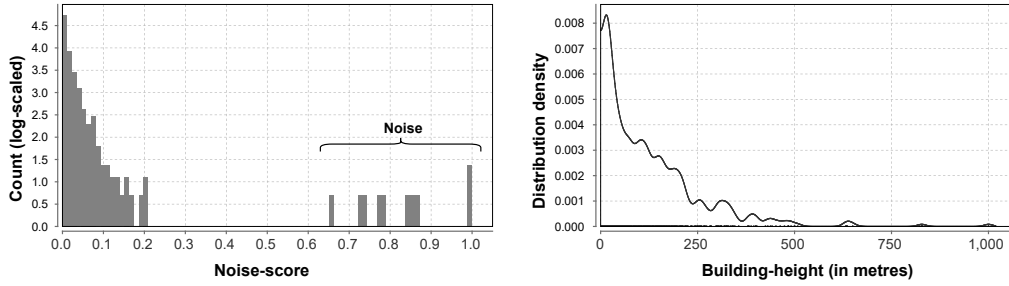 4.5
4.0
3.5
3.0
2.5
2.0
1.5
1.0
0.5
0.0
Count (log-scaled)
Noise
0.0 0.1 0.2 0.3 0.4 0.5 0.6 0.7 0.8 0.9 1.0
Noise-score
0.008
0.007
0.006
0.005
0.004
0.003
0.002
0.001
0.000
Distribution density
0 250 500 750 1,000
Building-height (in metres)